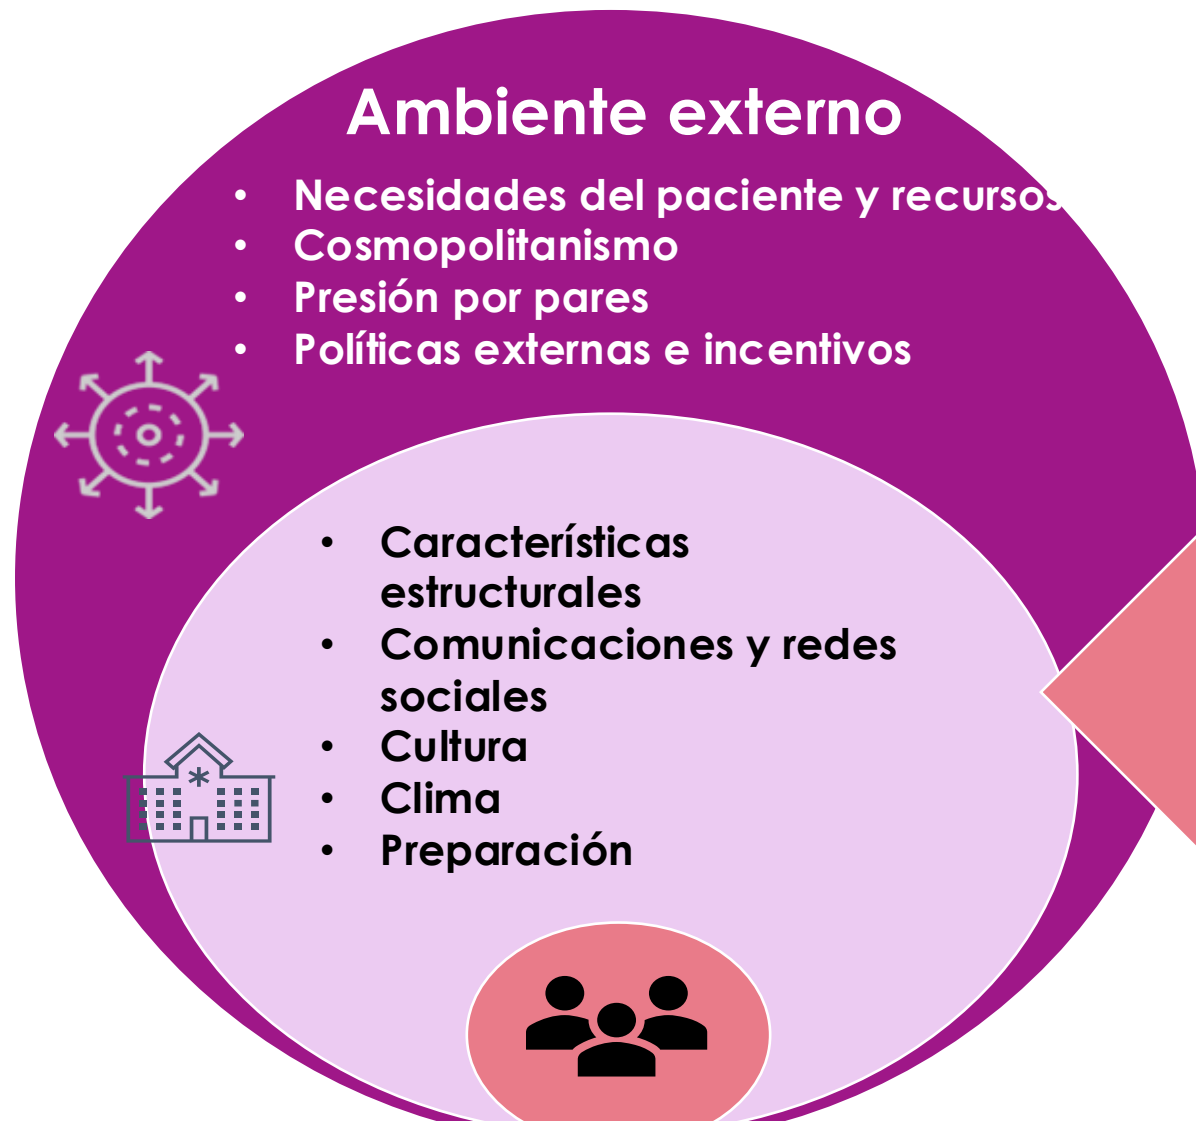 Ambiente externo
• Necesidades del paciente y recursos
• Cosmopolitanismo
• Presión por pares
• Políticas externas e incentivos
• Características
estructurales
• Comunicaciones y redes
sociales
• Cultura
• Clima
• Preparación